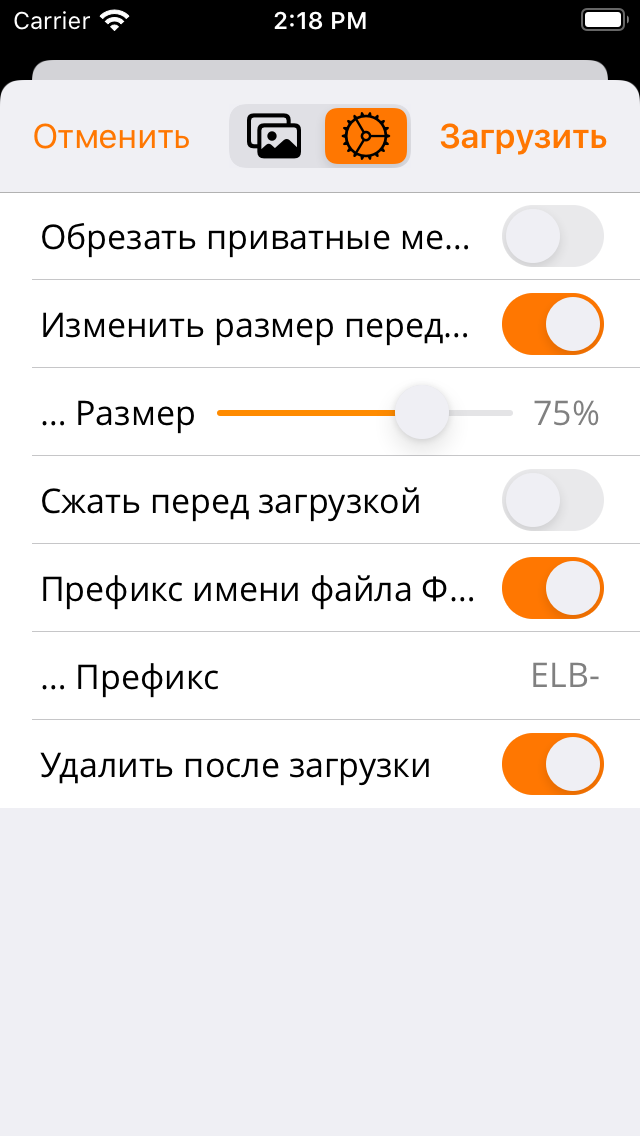 Carrier 2:18 PM
Отменить Загрузить
Обрезать приватные ме...
Изменить размер перед...
... Размер 75%
Сжать перед загрузкой
Префикс имени файла Ф...
... Префикс ELB-
Удалить после загрузки